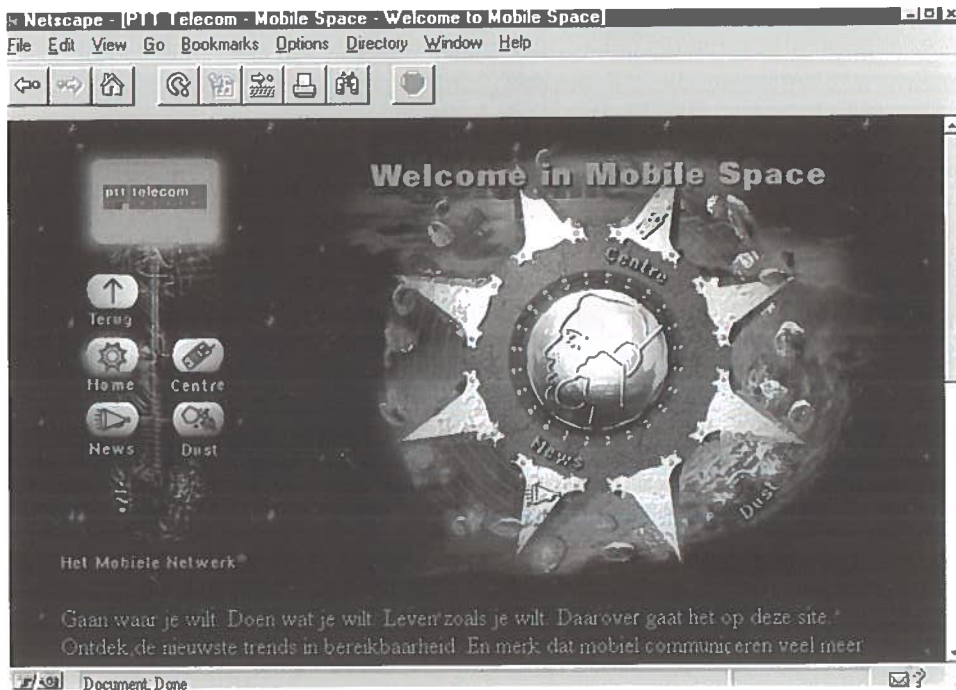 Netscape - [PTT Telecom - Mobile Space - Welcome to Mobile Space]
File Edit View Go Bookmarks Options Directory Window Help
ptt telecom
Welcome in Mobile Space
Centre
Terug
Home Centre
News Dust
News
Dust
Het Mobiele Netwerk
Gaan waar je wilt. Doen wat je wilt. Leven zoals je wilt. Daarover gaat het op deze site.
Ontdek de nieuwste trends in bereikbaarheid. En merk dat mobiel communiceren veel meer
Document: Done